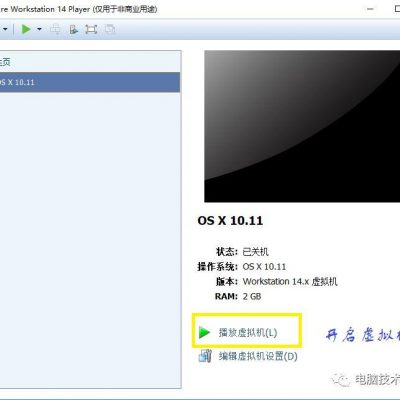 re Workstation 14 Player (仅用于非商业用途)
主页
OS X 10.11
OS X 10.11
状态: 已关机
操作系统: OS X 10.11
版本: Workstation 14.x 虚拟机
RAM: 2 GB
播放虚拟机(L)
开启虚拟机
编辑虚拟机设置(D)
电脑技术